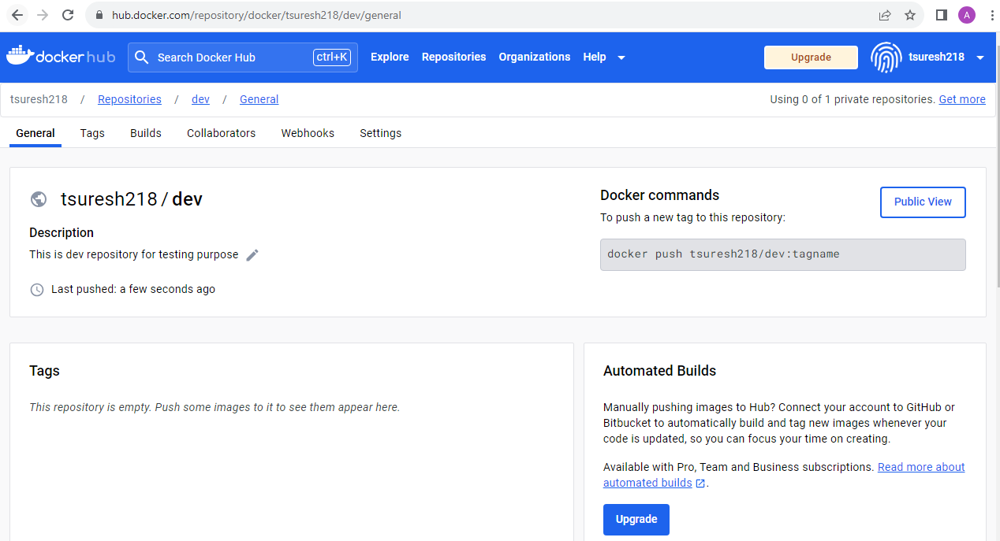 hub.docker.com/repository/docker/tsuresh218/dev/general
A
docker hub
Search Docker Hub
ctrl+K
Explore
Repositories
Organizations
Help
Upgrade
tsuresh218
tsuresh218 / Repositories / dev / General
Using 0 of 1 private repositories. Get more
General
Tags
Builds
Collaborators
Webhooks
Settings
tsuresh218 / dev
Description
This is dev repository for testing purpose
Last pushed: a few seconds ago
Docker commands
To push a new tag to this repository:
Public View
docker push tsuresh218/dev:tagname
Tags
This repository is empty. Push some images to it to see them appear here.
Automated Builds
Manually pushing images to Hub? Connect your account to GitHub or
Bitbucket to automatically build and tag new images whenever your
code is updated, so you can focus your time on creating.
Available with Pro, Team and Business subscriptions. Read more about
automated builds .
Upgrade